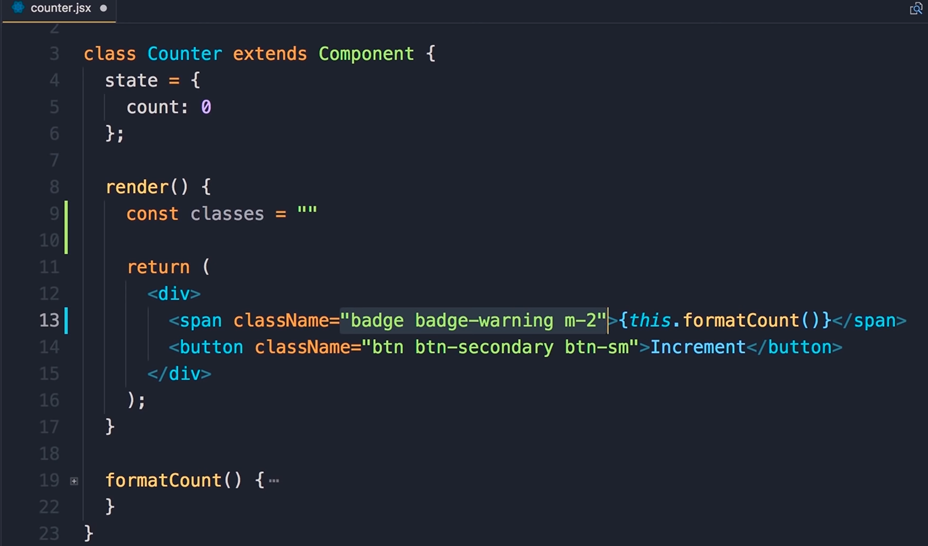 counter.jsx
2
3 class Counter extends Component {
4 state = {
5 count: 0
6 };
7
8 render() {
9 const classes = ""
10
11 return (
12 <div>
13 <span className="badge badge-warning m-2">{this.formatCount()}</span>
14 <button className="btn btn-secondary btn-sm">Increment</button>
15 </div>
16 );
17 }
18
19 formatCount() {⋯
22 }
23 }